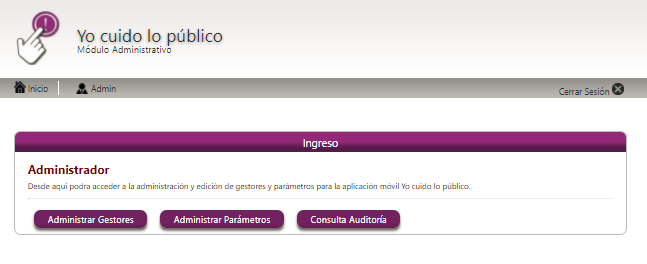 Yo cuido lo público
Módulo Administrativo
Inicio Admin Cerrar Sesión
Ingreso
Administrador
Desde aqui podra acceder a la administración y edición de gestores y parámetros para la aplicación móvil Yo cuido lo público.
Administrar Gestores Administrar Parámetros Consulta Auditoría